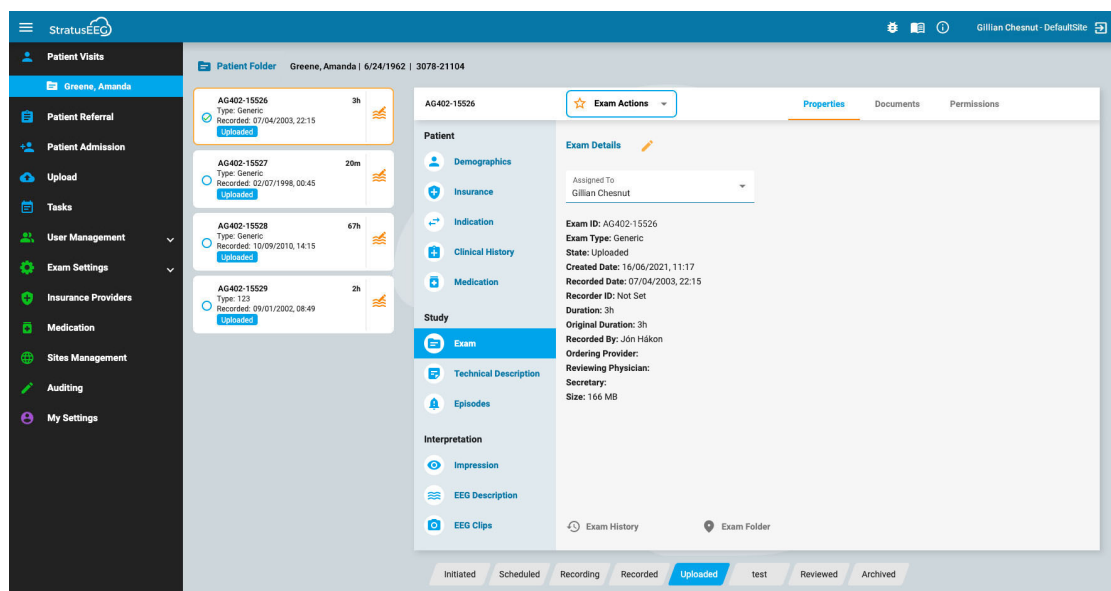 StratusEEG
Gillian Chesnut - DefaultSite
Patient Visits
Greene, Amanda
Patient Referral
Patient Admission
Upload
Tasks
User Management
Exam Settings
Insurance Providers
Medication
Sites Management
Auditing
My Settings
Patient Folder Greene, Amanda | 6/24/1962 | 3078-21104
AG402-15526 3h
Type: Generic
Recorded: 07/04/2003, 22:15
Uploaded
AG402-15527 20m
Type: Generic
Recorded: 02/07/1998, 00:45
Uploaded
AG402-15528 67h
Type: Generic
Recorded: 10/09/2010, 14:15
Uploaded
AG402-15529 2h
Type: 123
Recorded: 09/01/2002, 08:49
Uploaded
AG402-15526 Exam Actions Properties Documents Permissions
Patient
Demographics
Insurance
Indication
Clinical History
Medication
Study
Exam
Technical Description
Episodes
Interpretation
Impression
EEG Description
EEG Clips
Exam Details
Assigned To
Gillian Chesnut
Exam ID: AG402-15526
Exam Type: Generic
State: Uploaded
Created Date: 16/06/2021, 11:17
Recorded Date: 07/04/2003, 22:15
Recorder ID: Not Set
Duration: 3h
Original Duration: 3h
Recorded By: Jón Hákon
Ordering Provider:
Reviewing Physician:
Secretary:
Size: 166 MB
Exam History Exam Folder
Initiated Scheduled Recording Recorded Uploaded test Reviewed Archived